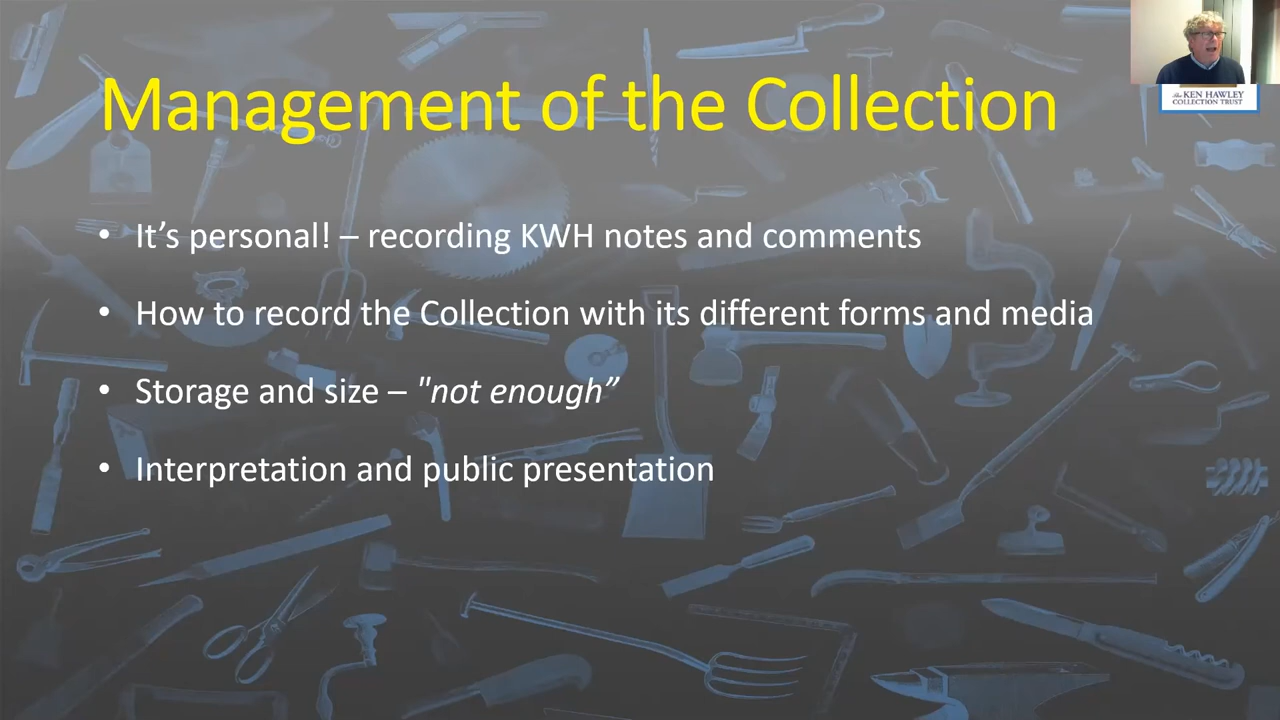 Management of the Collection
The KEN HAWLEY
COLLECTION TRUST
• It's personal! – recording KWH notes and comments
• How to record the Collection with its different forms and media
• Storage and size – "not enough”
• Interpretation and public presentation